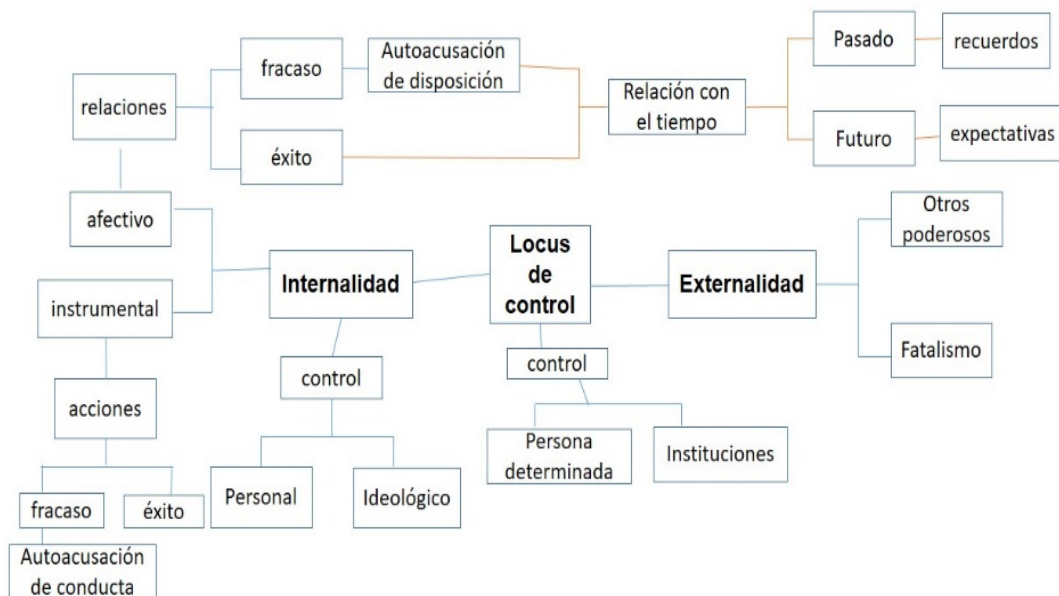 fracaso
Autoacusación
de disposición
Pasado
recuerdos
relaciones
Relación con
el tiempo
éxito
Futuro
expectativas
afectivo
Otros
poderosos
Internalidad
Locus
de
control
Externalidad
instrumental
control
control
Fatalismo
acciones
Persona
determinada
Instituciones
Personal
Ideológico
fracaso
éxito
Autoacusación
de conducta